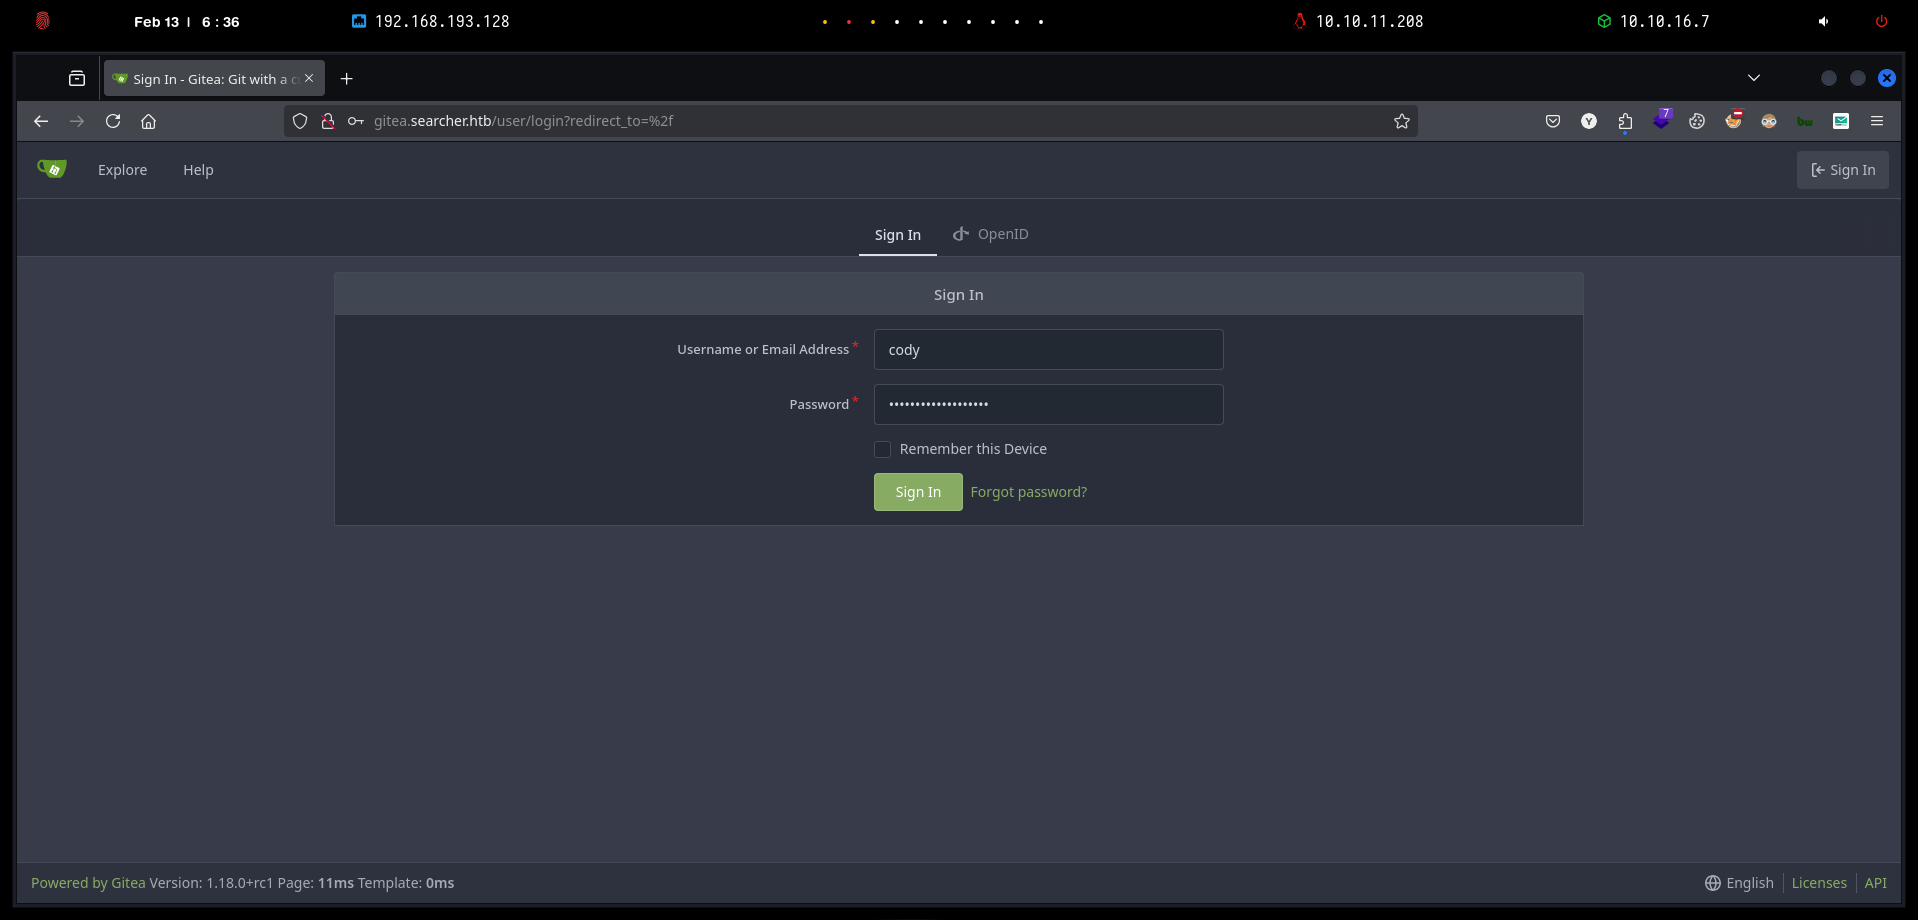 Feb 13 | 6 : 36 192.168.193.128 10.10.11.208 10.10.16.7
Sign In - Gitea: Git with a c
gitea.searcher.htb/user/login?redirect_to=%2f
7
Explore Help Sign In
Sign In OpenID
Sign In
Username or Email Address *
cody
Password *
•••••••••••••••••••
Remember this Device
Sign In Forgot password?
Powered by Gitea Version: 1.18.0+rc1 Page: 11ms Template: 0ms English Licenses API